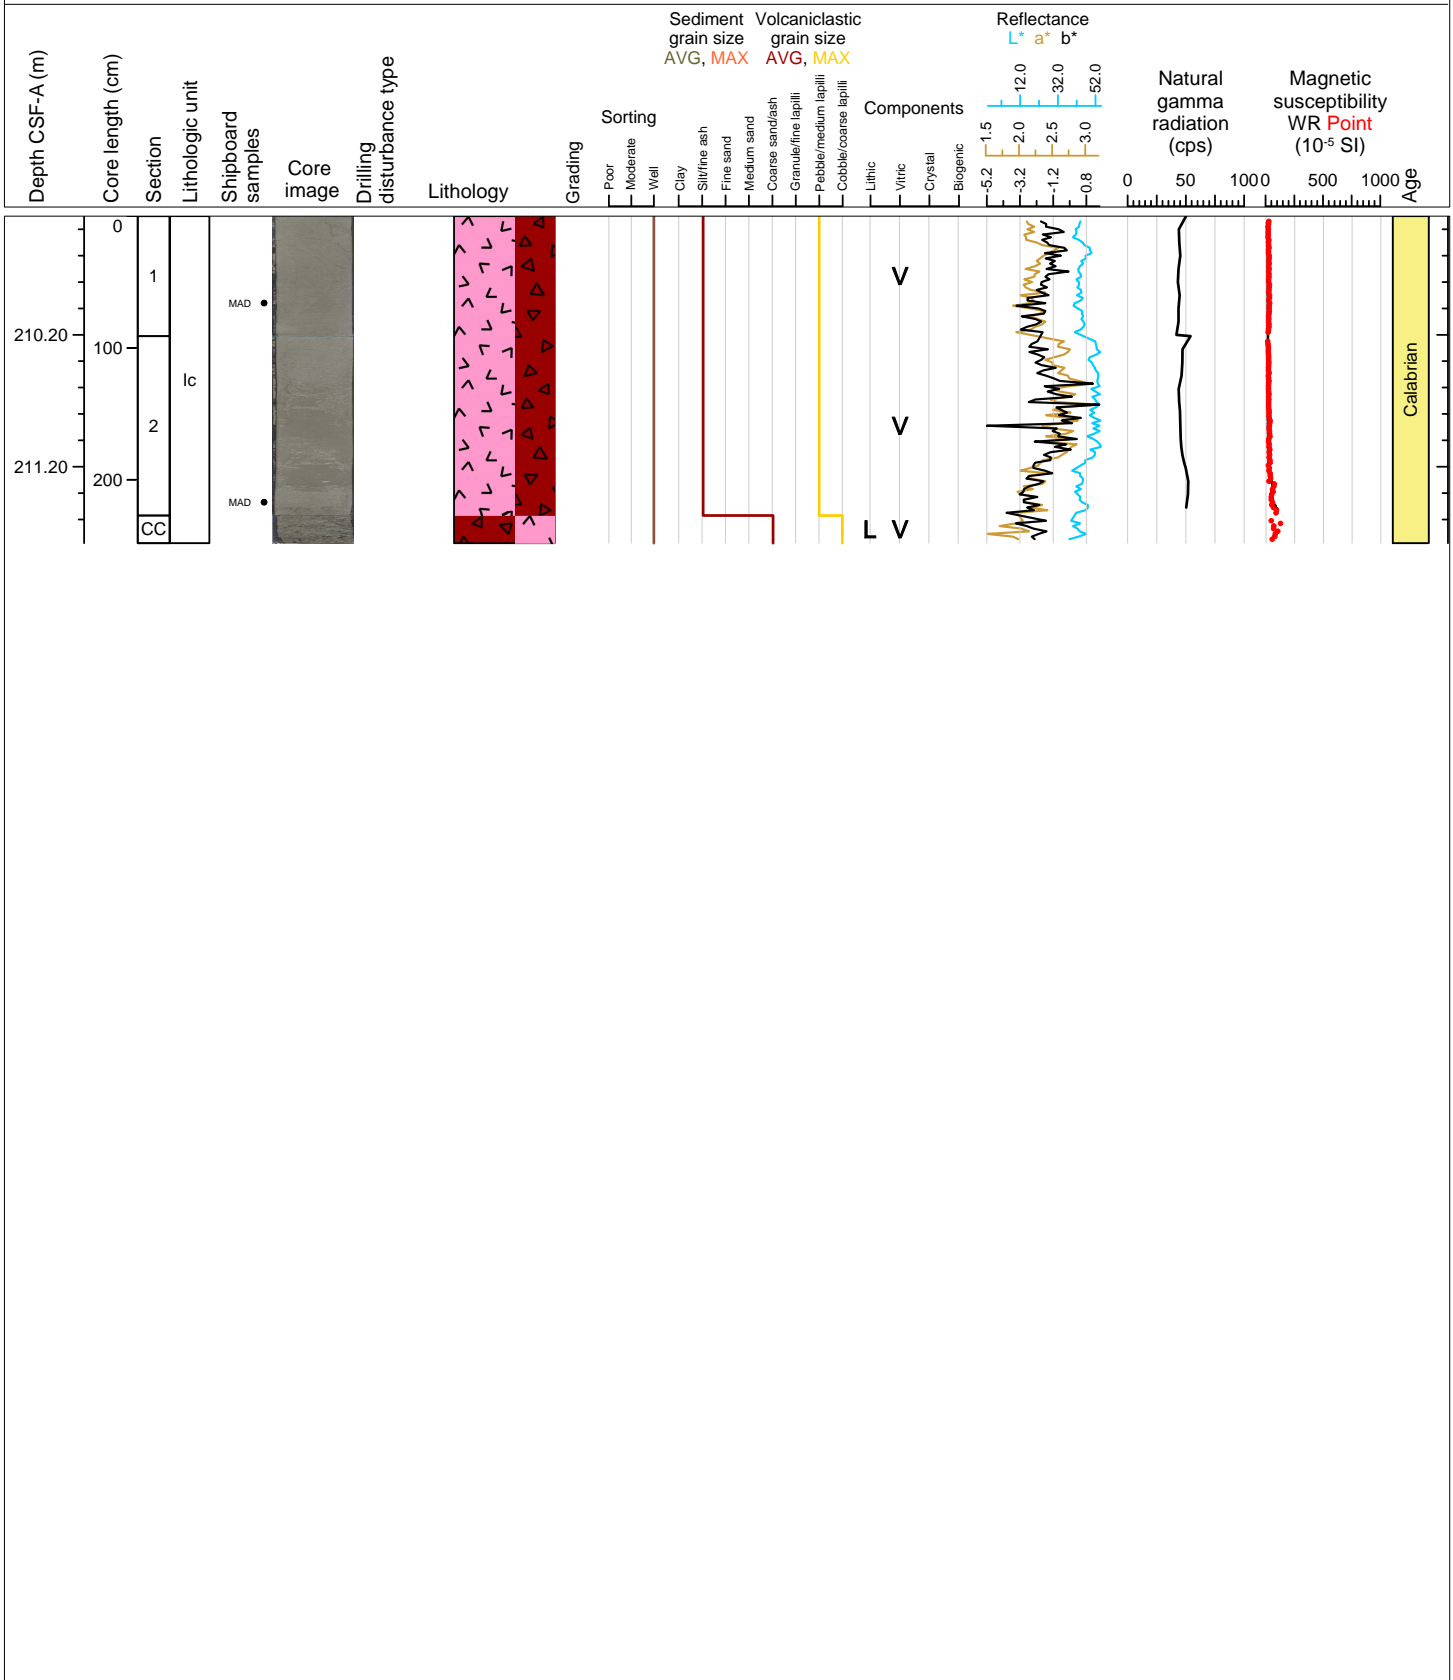 Depth CSF-A (m)
Core length (cm)
Section
Lithologic unit
Shipboard
samples
Core
image
Drilling
disturbance type
Lithology
Grading
Sorting
Poor
Moderate
Well
Sediment
grain size
AVG, MAX
Volcaniclastic
grain size
AVG, MAX
Clay
Silt/fine ash
Fine sand
Medium sand
Coarse sand/ash
Granule/fine lapilli
Pebble/medium lapilli
Cobble/coarse lapilli
Components
Lithic
Vitric
Crystal
Biogenic
Reflectance
L* a* b*
12.0 32.0 52.0
1.5 2.0 2.5 3.0
-5.2 -3.2 -1.2 0.8
Natural
gamma
radiation
(cps)
0 50 100
Magnetic
susceptibility
WR Point
(10-5 SI)
0 500 1000
Age
0
1
V
MAD
210.20
100
Ic
Calabrian
2
V
211.20
200
MAD
CC
L V